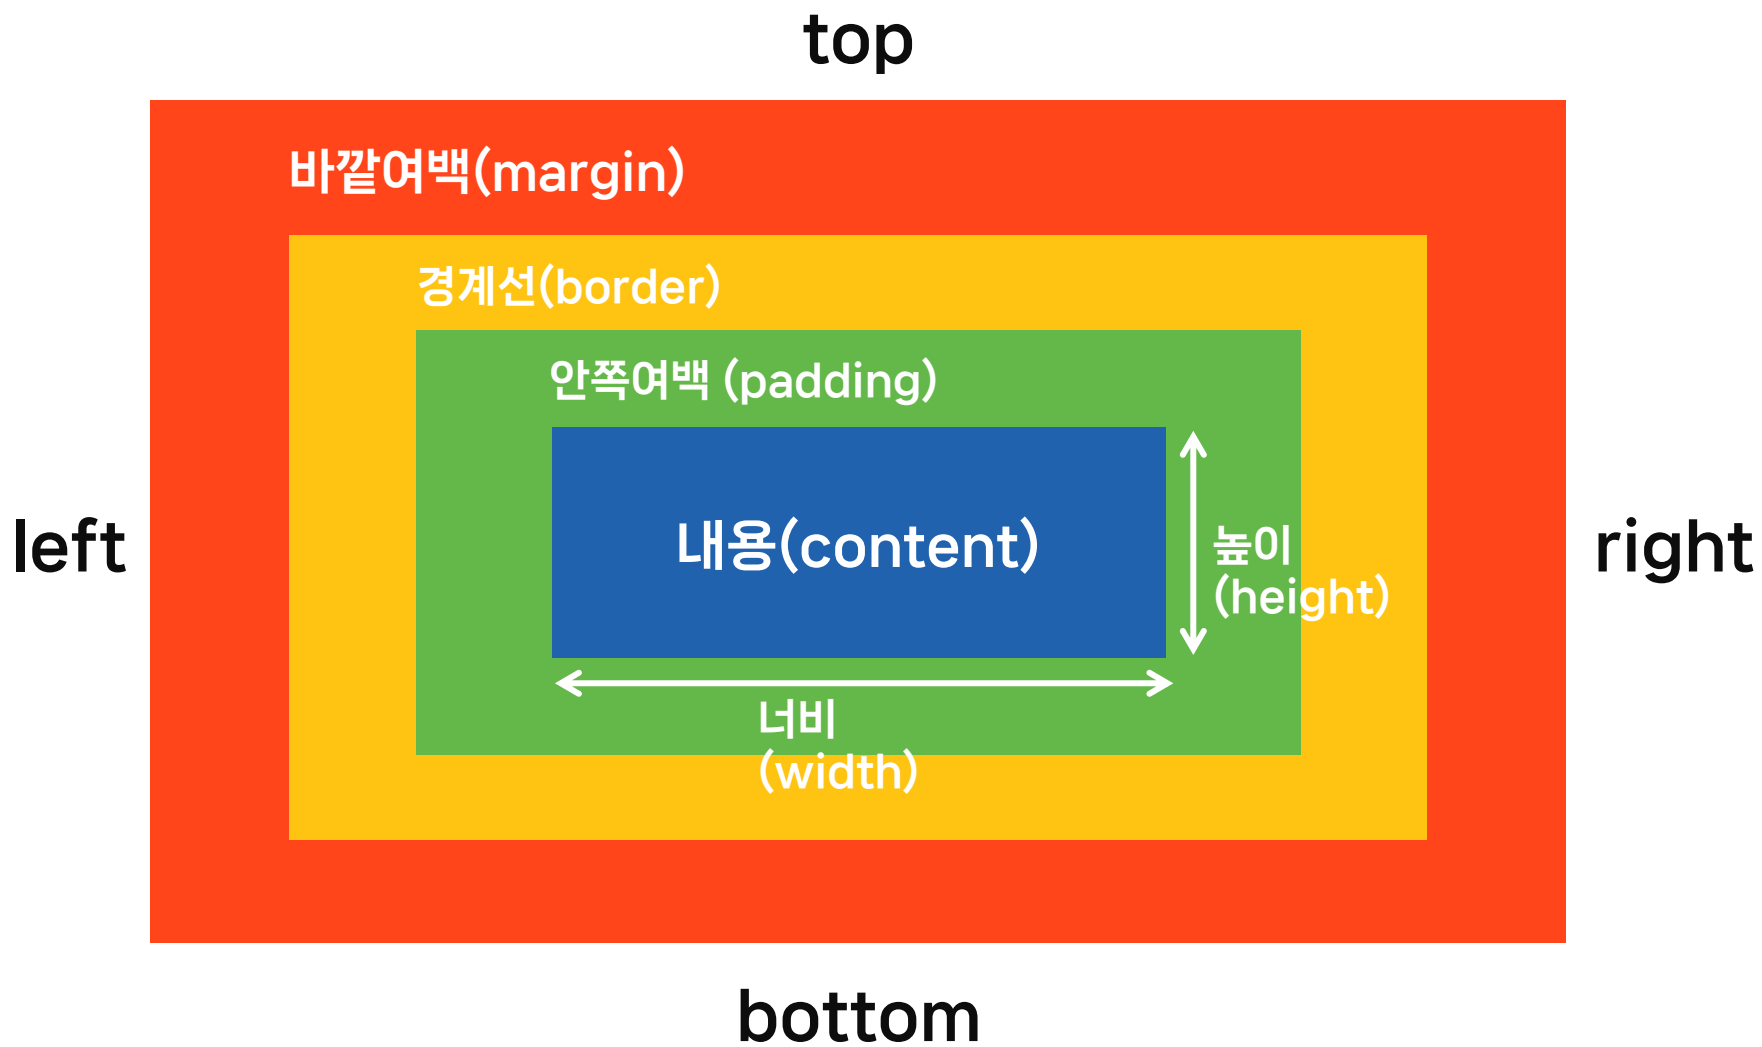 top
바깥여백(margin)
경계선(border)
안쪽여백 (padding)
left
내용(content)
높이
(height)
right
너비
(width)
bottom